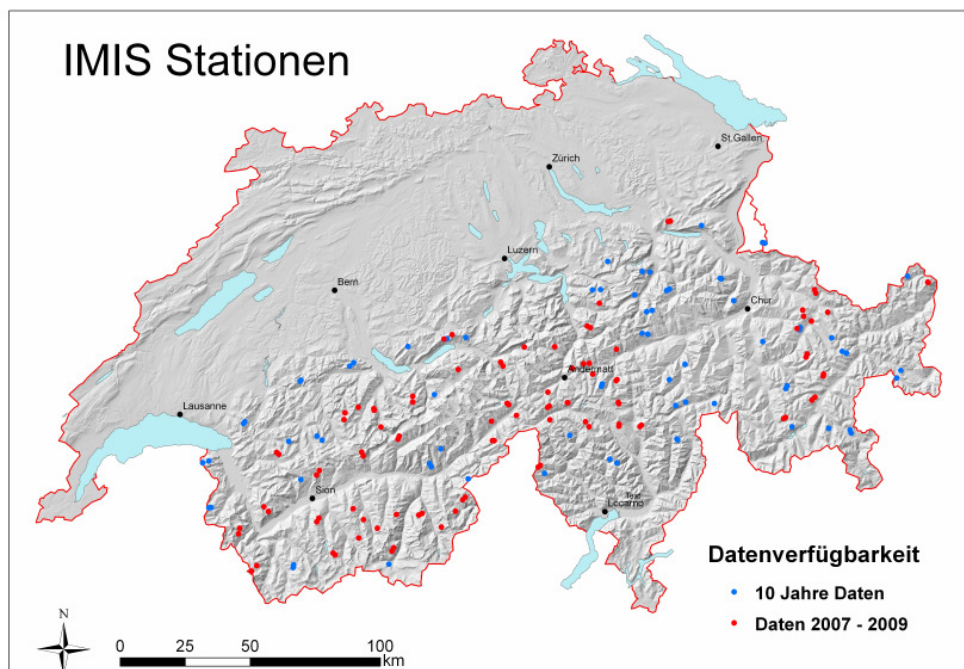 IMIS Stationen
St.Gallen
Zürich
Luzern
Bern
Chur
Andermatt
Lausanne
Sion
Locarno
Datenverfügbarkeit
10 Jahre Daten
Daten 2007 - 2009
N
0 25 50 100
km